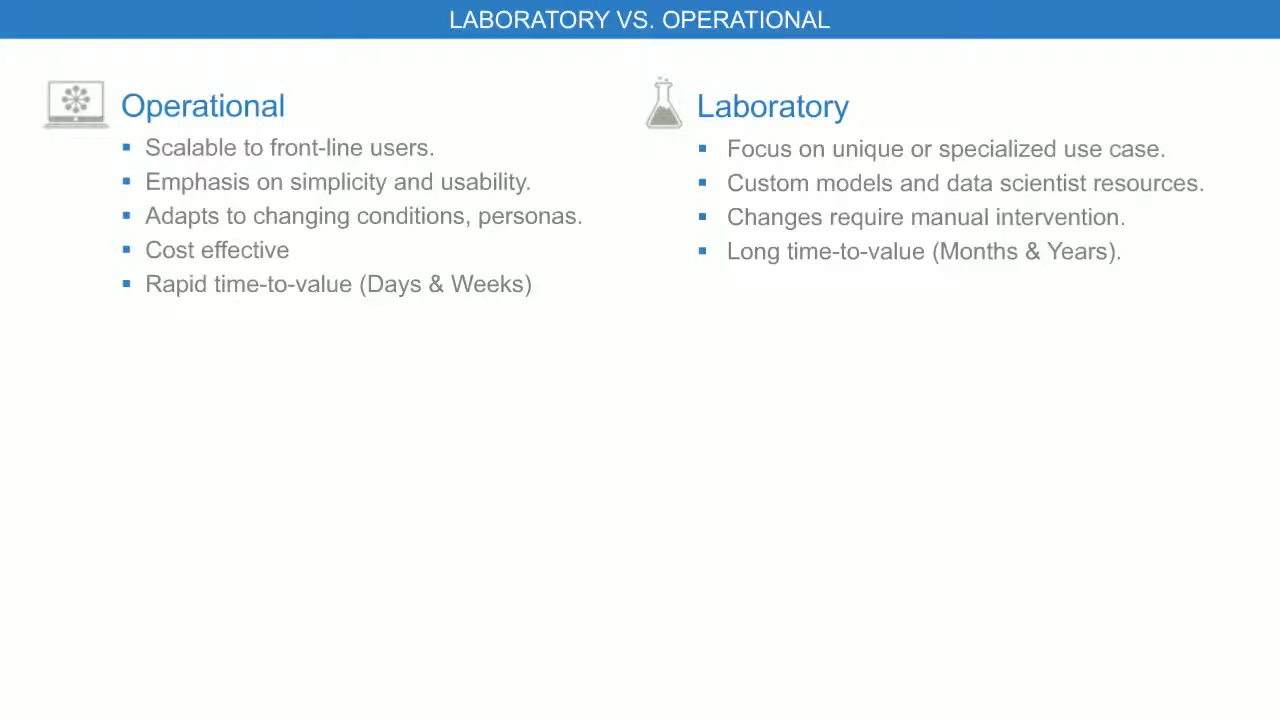 LABORATORY VS. OPERATIONAL
Operational
▪ Scalable to front-line users.
▪ Emphasis on simplicity and usability.
▪ Adapts to changing conditions, personas.
▪ Cost effective
▪ Rapid time-to-value (Days & Weeks)
Laboratory
▪ Focus on unique or specialized use case.
▪ Custom models and data scientist resources.
▪ Changes require manual intervention.
▪ Long time-to-value (Months & Years).